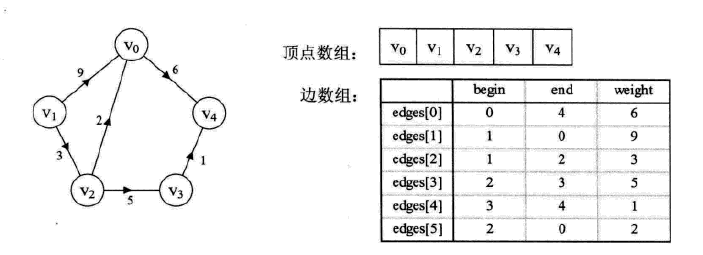 v0
9
6
v1
2
v4
3
1
v2
5
v3
顶点数组： v0 v1 v2 v3 v4
边数组：
begin end weight
edges[0] 0 4 6
edges[1] 1 0 9
edges[2] 1 2 3
edges[3] 2 3 5
edges[4] 3 4 1
edges[5] 2 0 2